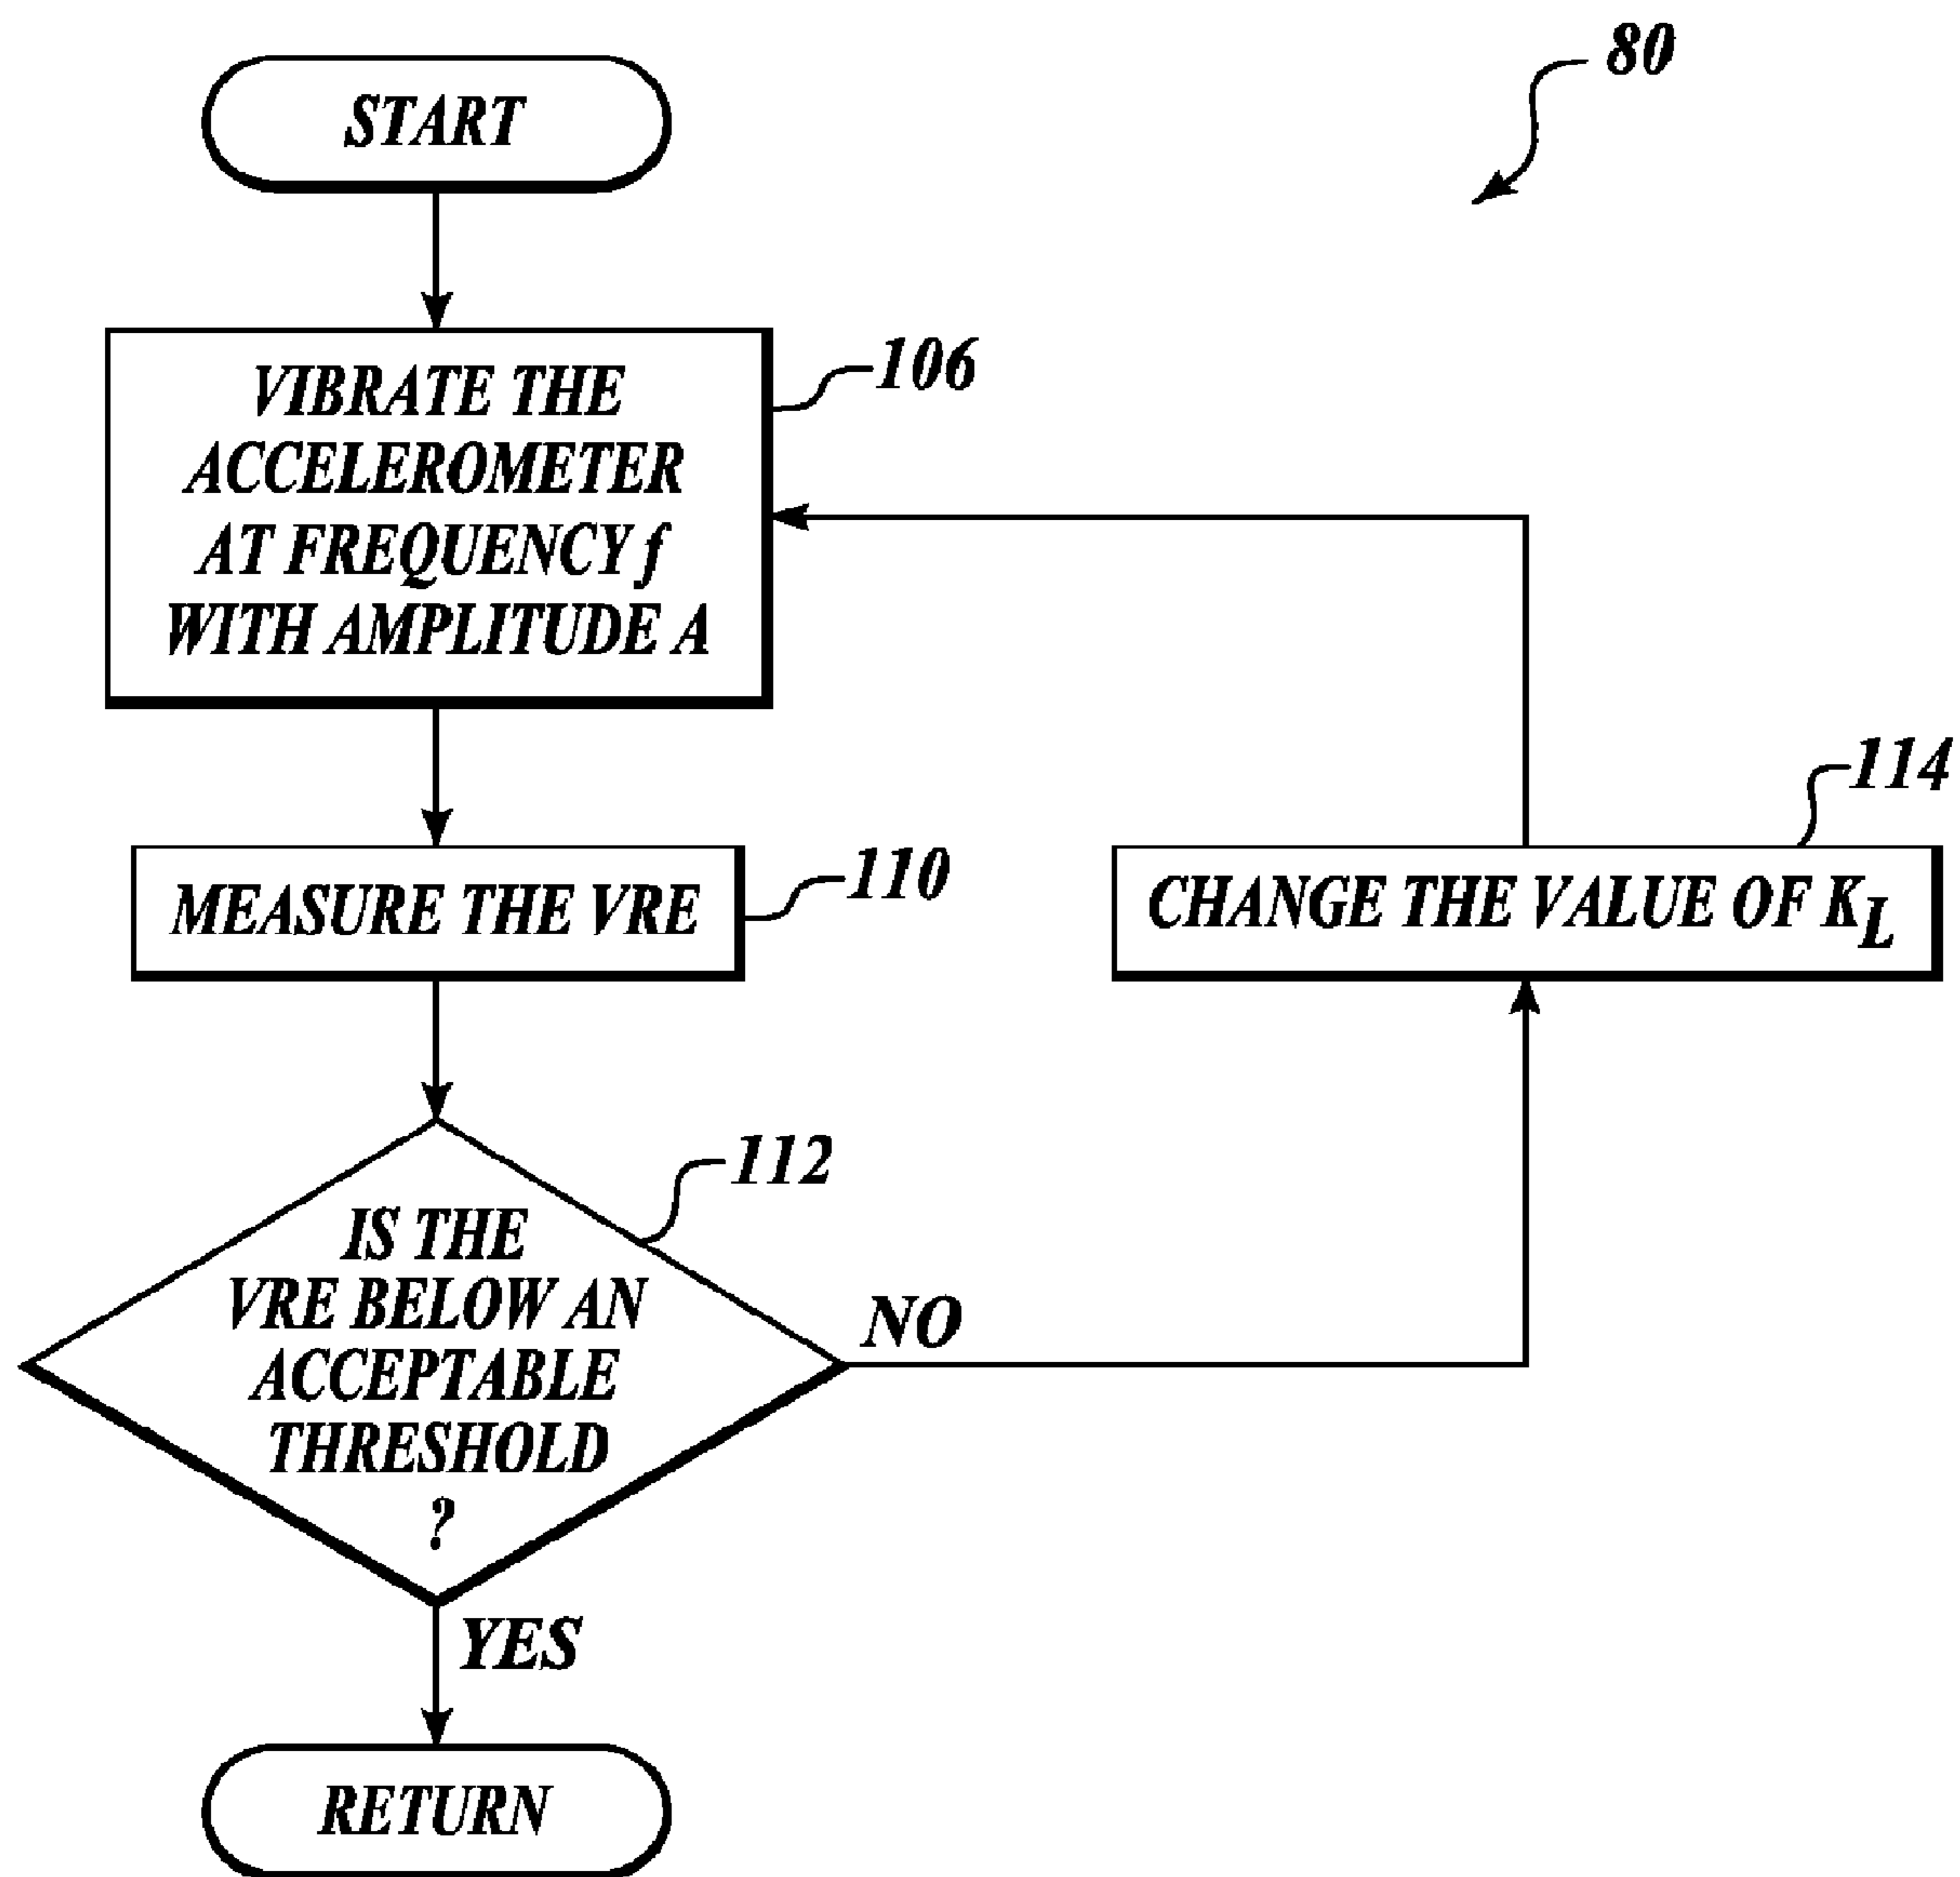 80
START
VIBRATE THE
ACCELEROMETER
AT FREQUENCY f
WITH AMPLITUDE A
106
114
MEASURE THE VRE
110
CHANGE THE VALUE OF K_L
112
IS THE
VRE BELOW AN
ACCEPTABLE
THRESHOLD
?
NO
YES
RETURN